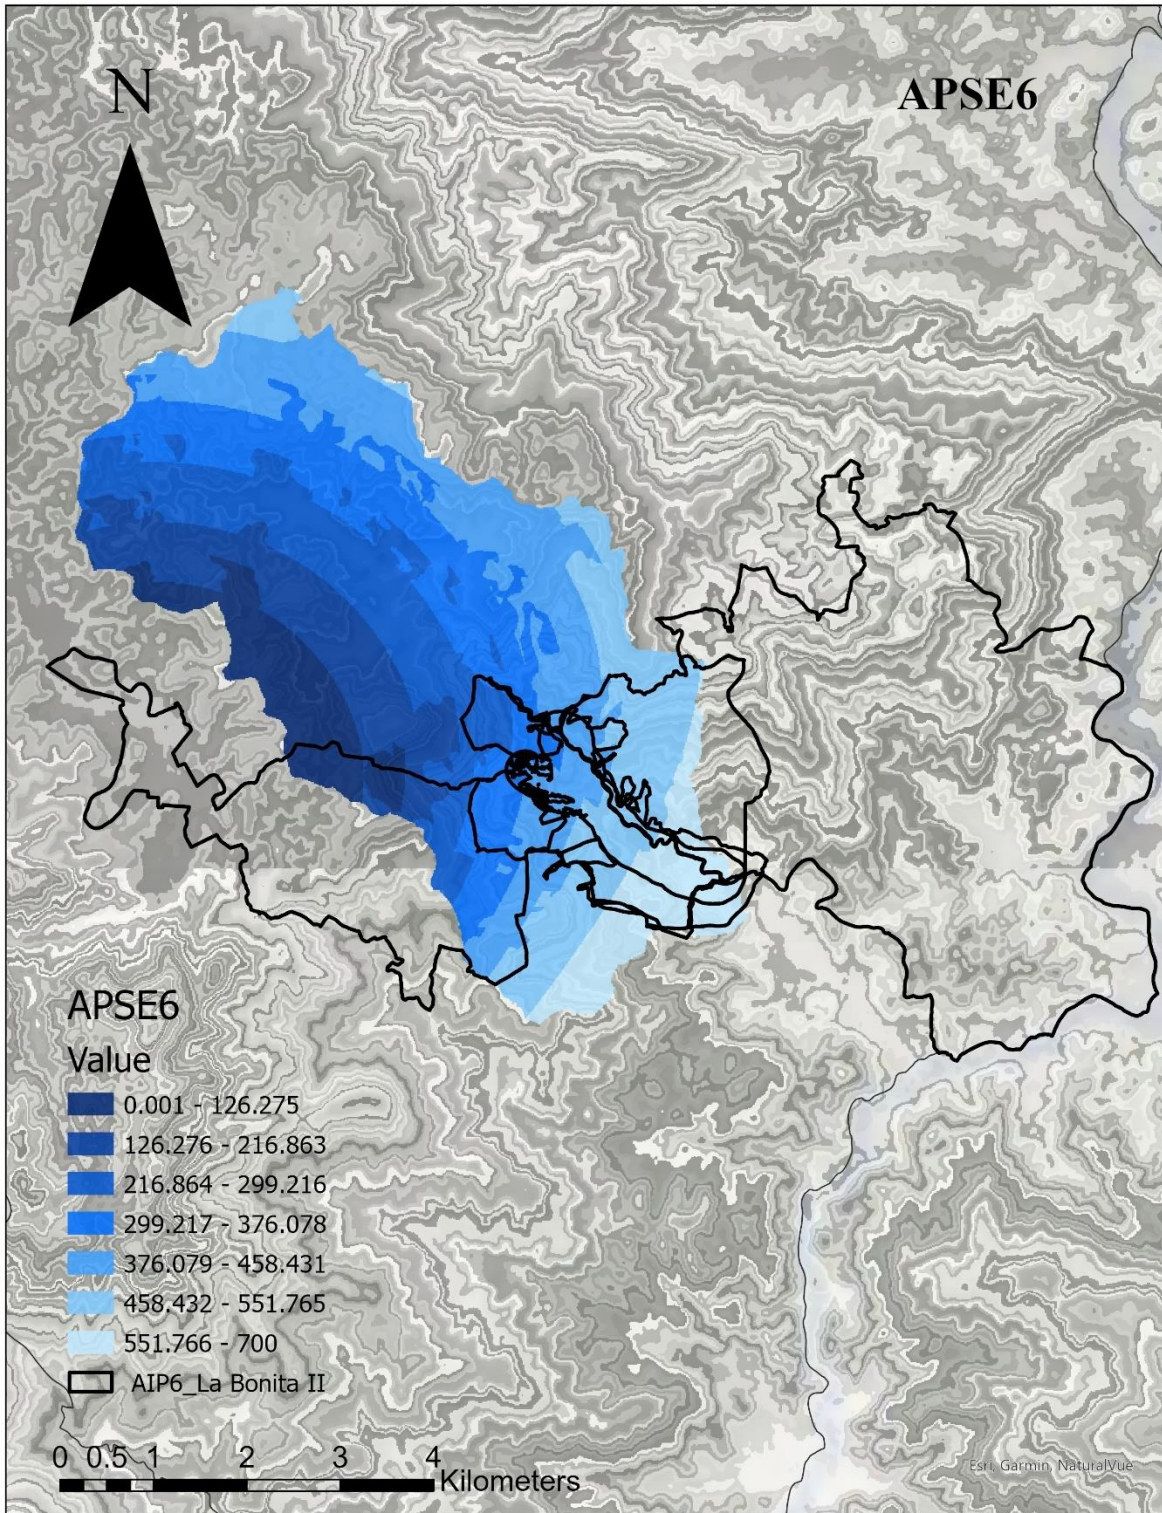 N
APSE6
APSE6
Value
0.001 - 126.275
126.276 - 216.863
216.864 - 299.216
299.217 - 376.078
376.079 - 458.431
458.432 - 551.765
551.766 - 700
AIP6_La Bonita II
0 0.5 1 2 3 4
Kilometers
Esri, Garmin, NaturalVue